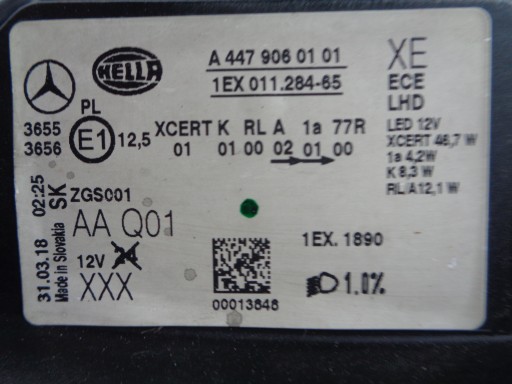 HELLA
A 447 906 01 01
1EX 011.284-65
XE
ECE
LHD
PL
3655
3656
E1
12,5
XCERT K RL A 1a 77R
01 01 00 02 01 00
LED 12V
XCERT 46,7 W
1a 4,2W
K 8,3 W
RL/A12,1 W
31.03.18 02:25
Made in Slovakia
SK
ZGS001
AA Q01
12V
XXX
00013848
1EX. 1890
1.0%